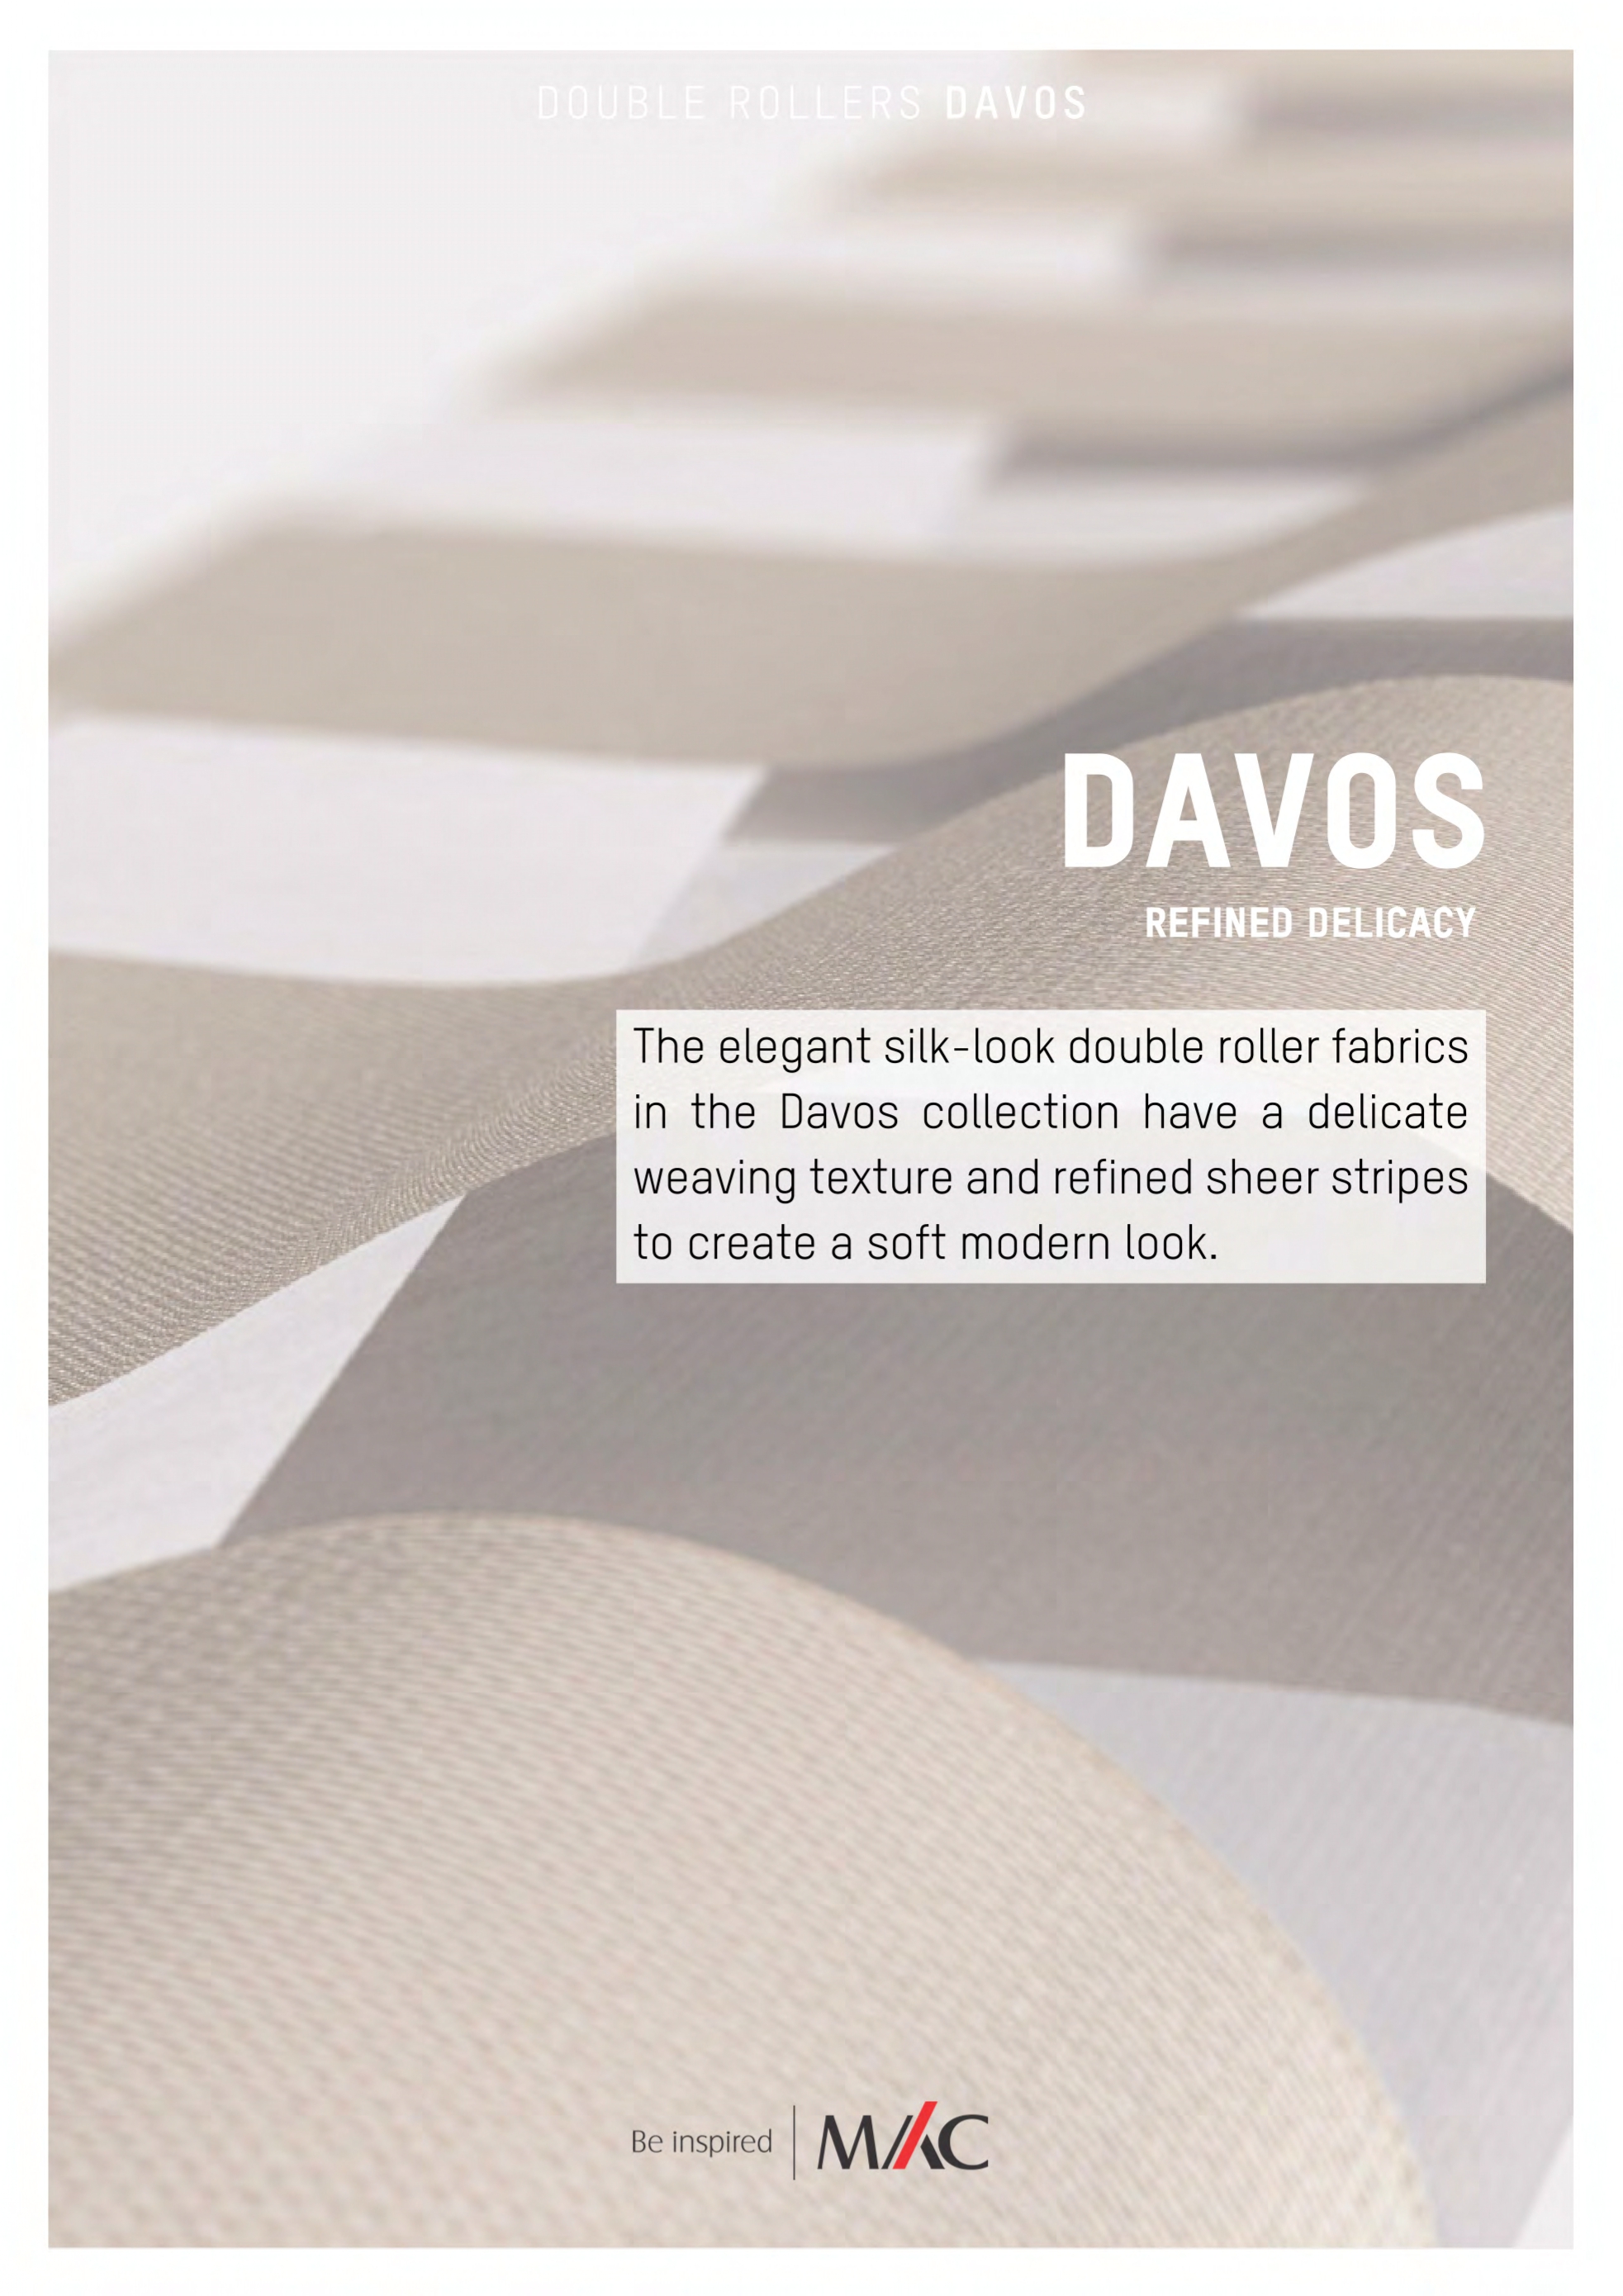 DOUBLE ROLLERS DAVOS
DAVOS
REFINED DELICACY
The elegant silk-look double roller fabrics
in the Davos collection have a delicate
weaving texture and refined sheer stripes
to create a soft modern look.
Be inspired
MAC